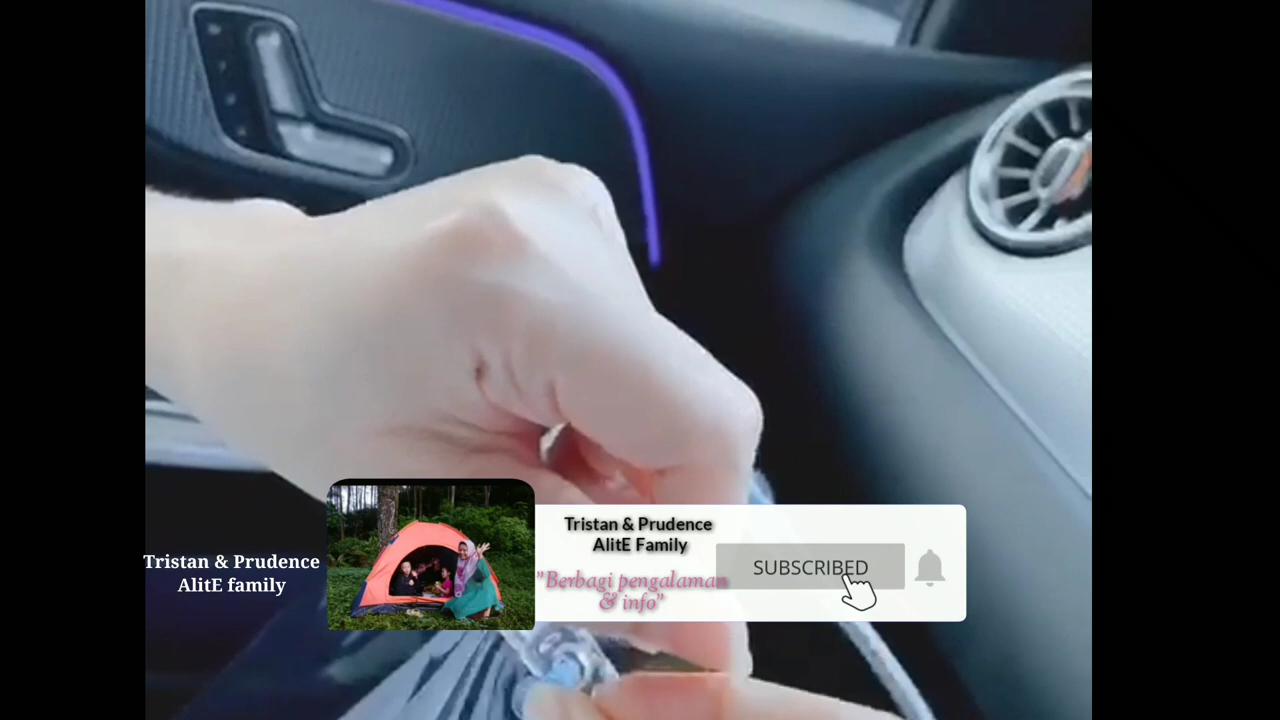 Tristan & Prudence
AlitE family
Tristan & Prudence
AlitE Family
"Berbagi pengalaman
& info"
SUBSCRIBED